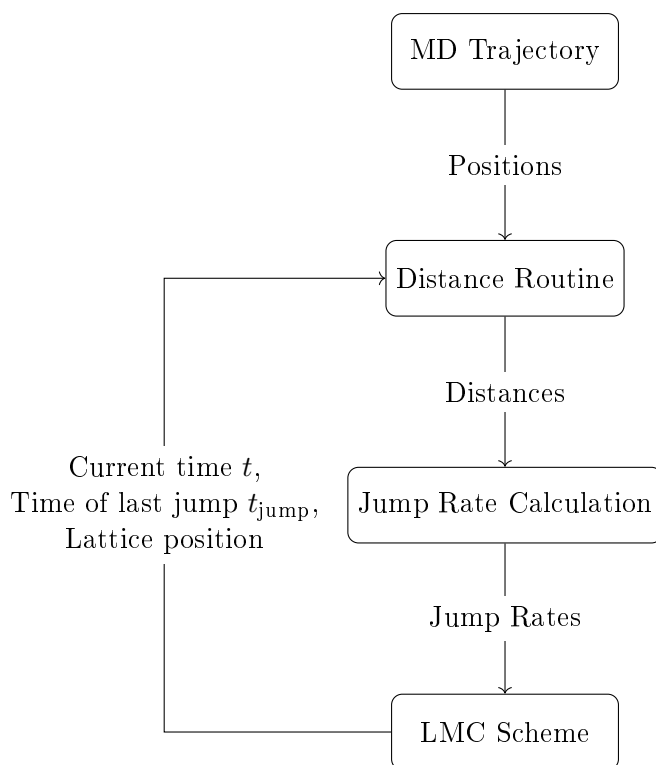 MD Trajectory
Positions
Distance Routine
Distances
Current time t,
Time of last jump t_jump,
Lattice position
Jump Rate Calculation
Jump Rates
LMC Scheme